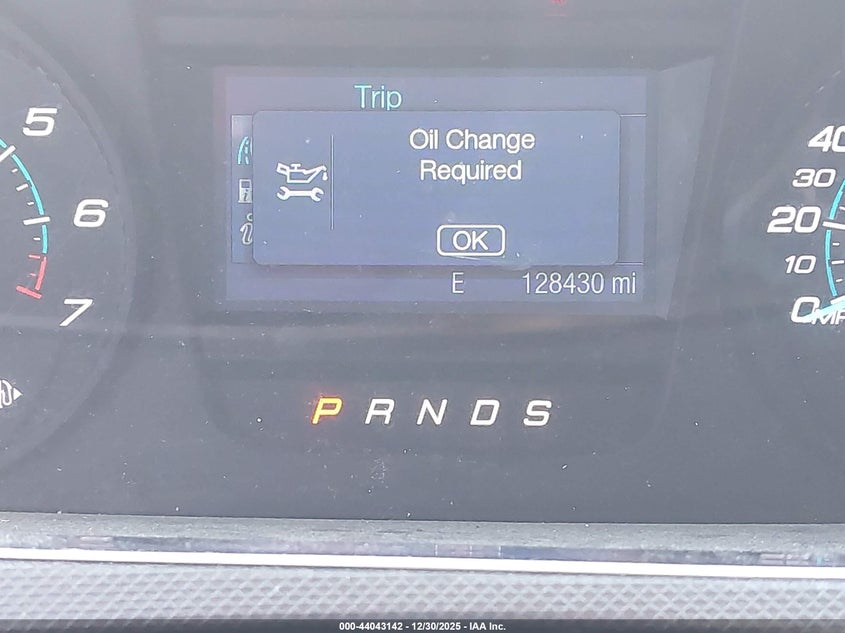 Trip
Oil Change
Required
OK
E 128430 mi
5
6
7
40
30
20
10
0
P R N D S
000-44043142 - 12/30/2025 - IAA Inc.